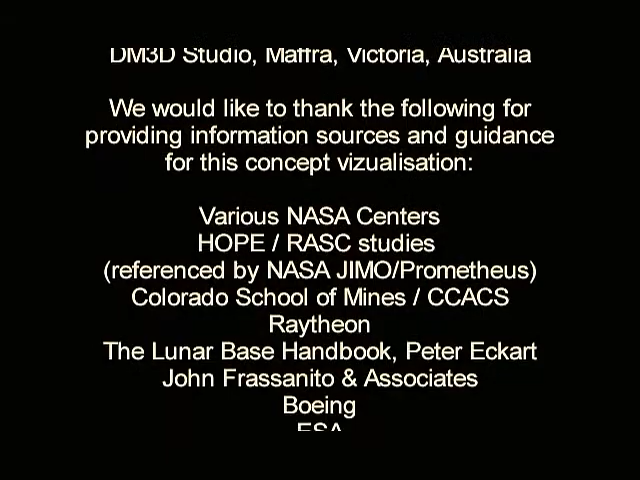 DM3D Studio, Maffra, Victoria, Australia
We would like to thank the following for
providing information sources and guidance
for this concept vizualisation:
Various NASA Centers
HOPE / RASC studies
(referenced by NASA JIMO/Prometheus)
Colorado School of Mines / CCACS
Raytheon
The Lunar Base Handbook, Peter Eckart
John Frassanito & Associates
Boeing
ESA